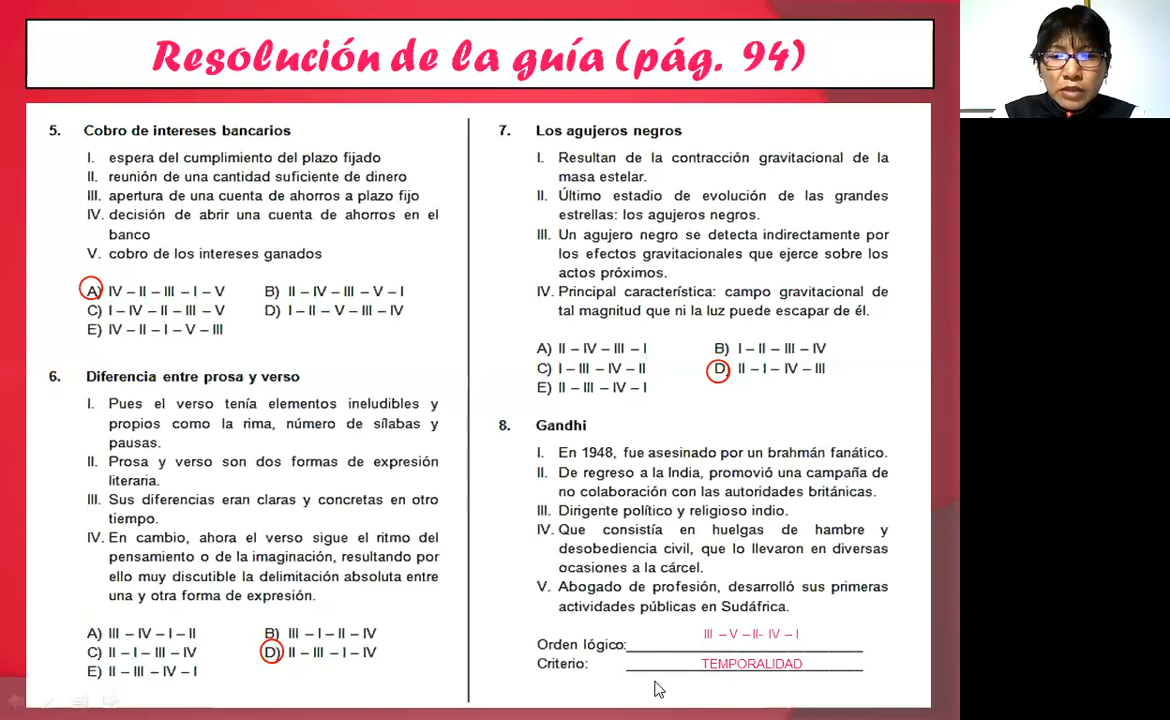 Resolución de la guía (pág. 94)
5. Cobro de intereses bancarios
I. espera del cumplimiento del plazo fijado
II. reunión de una cantidad suficiente de dinero
III. apertura de una cuenta de ahorros a plazo fijo
IV. decisión de abrir una cuenta de ahorros en el
banco
V. cobro de los intereses ganados
A) IV – II – III – I – V B) II – IV – III – V – I
C) I – IV – II – III – V D) I – II – V – III – IV
E) IV – II – I – V – III
6. Diferencia entre prosa y verso
I. Pues el verso tenía elementos ineludibles y
propios como la rima, número de sílabas y
pausas.
II. Prosa y verso son dos formas de expresión
literaria.
III. Sus diferencias eran claras y concretas en otro
tiempo.
IV. En cambio, ahora el verso sigue el ritmo del
pensamiento o de la imaginación, resultando por
ello muy discutible la delimitación absoluta entre
una y otra forma de expresión.
A) III – IV – I – II B) III – I – II – IV
C) II – I – III – IV D) II – III – I – IV
E) II – III – IV – I
7. Los agujeros negros
I. Resultan de la contracción gravitacional de la
masa estelar.
II. Último estadio de evolución de las grandes
estrellas: los agujeros negros.
III. Un agujero negro se detecta indirectamente por
los efectos gravitacionales que ejerce sobre los
actos próximos.
IV. Principal característica: campo gravitacional de
tal magnitud que ni la luz puede escapar de él.
A) II – IV – III – I B) I – II – III – IV
C) I – III – IV – II D) II – I – IV – III
E) II – III – IV – I
8. Gandhi
I. En 1948, fue asesinado por un brahmán fanático.
II. De regreso a la India, promovió una campaña de
no colaboración con las autoridades británicas.
III. Dirigente político y religioso indio.
IV. Que consistía en huelgas de hambre y
desobediencia civil, que lo llevaron en diversas
ocasiones a la cárcel.
V. Abogado de profesión, desarrolló sus primeras
actividades públicas en Sudáfrica.
Orden lógico: III – V – II- IV – I
Criterio: TEMPORALIDAD